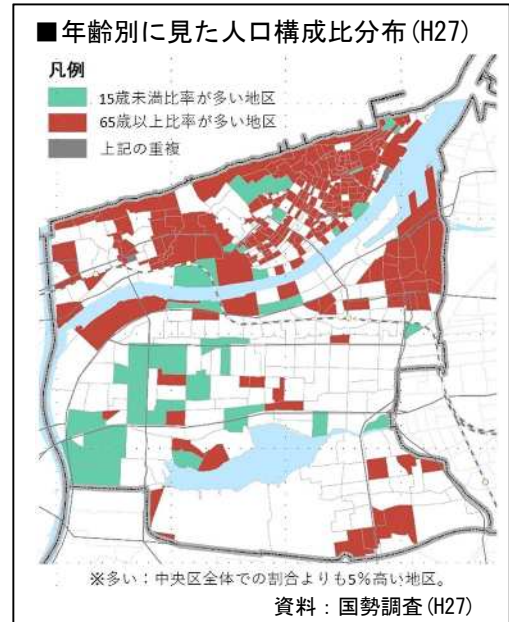 ■年齢別に見た人口構成比分布(H27)
凡例
15歳未満比率が多い地区
65歳以上比率が多い地区
上記の重複
※多い：中央区全体での割合よりも5％高い地区。
資料：国勢調査(H27)